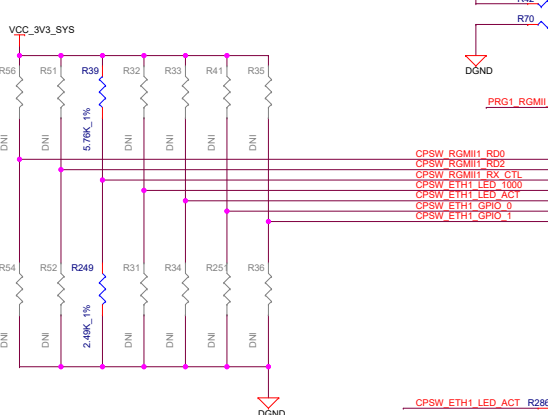 R42
R70
VCC_3V3_SYS
DGND
R56 R51 R39 R32 R33 R41 R35
5.76K_1%
PRG1_RGMII
DNI DNI DNI DNI DNI DNI
CPSW_RGMII1_RD0
CPSW_RGMII1_RD2
CPSW_RGMII1_RX_CTL
CPSW_ETH1_LED_1000
CPSW_ETH1_LED_ACT
CPSW_ETH1_GPIO_0
CPSW_ETH1_GPIO_1
R54 R52 R249 R31 R34 R251 R36
2.49K_1%
DNI DNI DNI DNI DNI DNI
CPSW_ETH1_LED_ACT R286
DGND